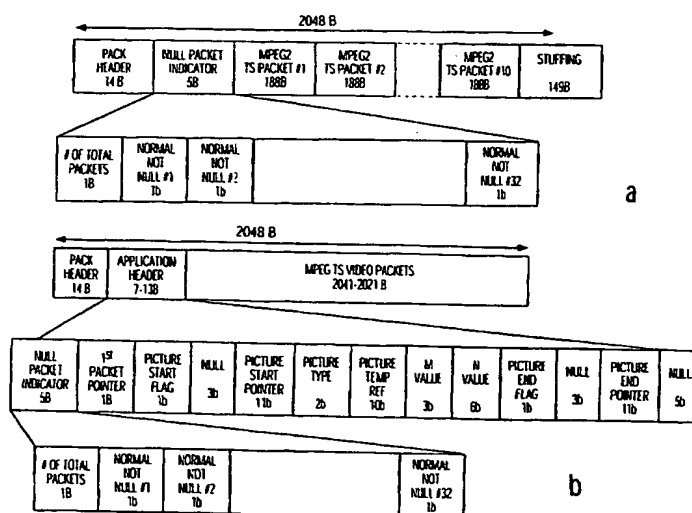 2048 B
PACK
HEADER
14 B
NULL PACKET
INDICATOR
5B
MPEG2
TS PACKET #1
188B
MPEG2
TS PACKET #2
188B
MPEG2
TS PACKET #10
188B
STUFFING
149B
# OF TOTAL
PACKETS
1B
NORMAL
NOT
NULL #1
1b
NORMAL
NOT
NULL #2
1b
NORMAL
NOT
NULL #32
1b
a
2048 B
PACK
HEADER
14 B
APPLICATION
HEADER
7-13B
MPEG TS VIDEO PACKETS
2041-2021 B
NULL
PACKET
INDICATOR
5B
1ST
PACKET
POINTER
1B
PICTURE
START
FLAG
1b
NULL
3b
PICTURE
START
POINTER
11b
PICTURE
TYPE
2b
PICTURE
TEMP
REF
10b
M
VALUE
3b
N
VALUE
6b
PICTURE
END
FLAG
1b
NULL
3b
PICTURE
END
POINTER
11b
NULL
5b
# OF TOTAL
PACKETS
1B
NORMAL
NOT
NULL #1
1b
NORMAL
NOT
NULL #2
1b
NORMAL
NOT
NULL #32
1b
b